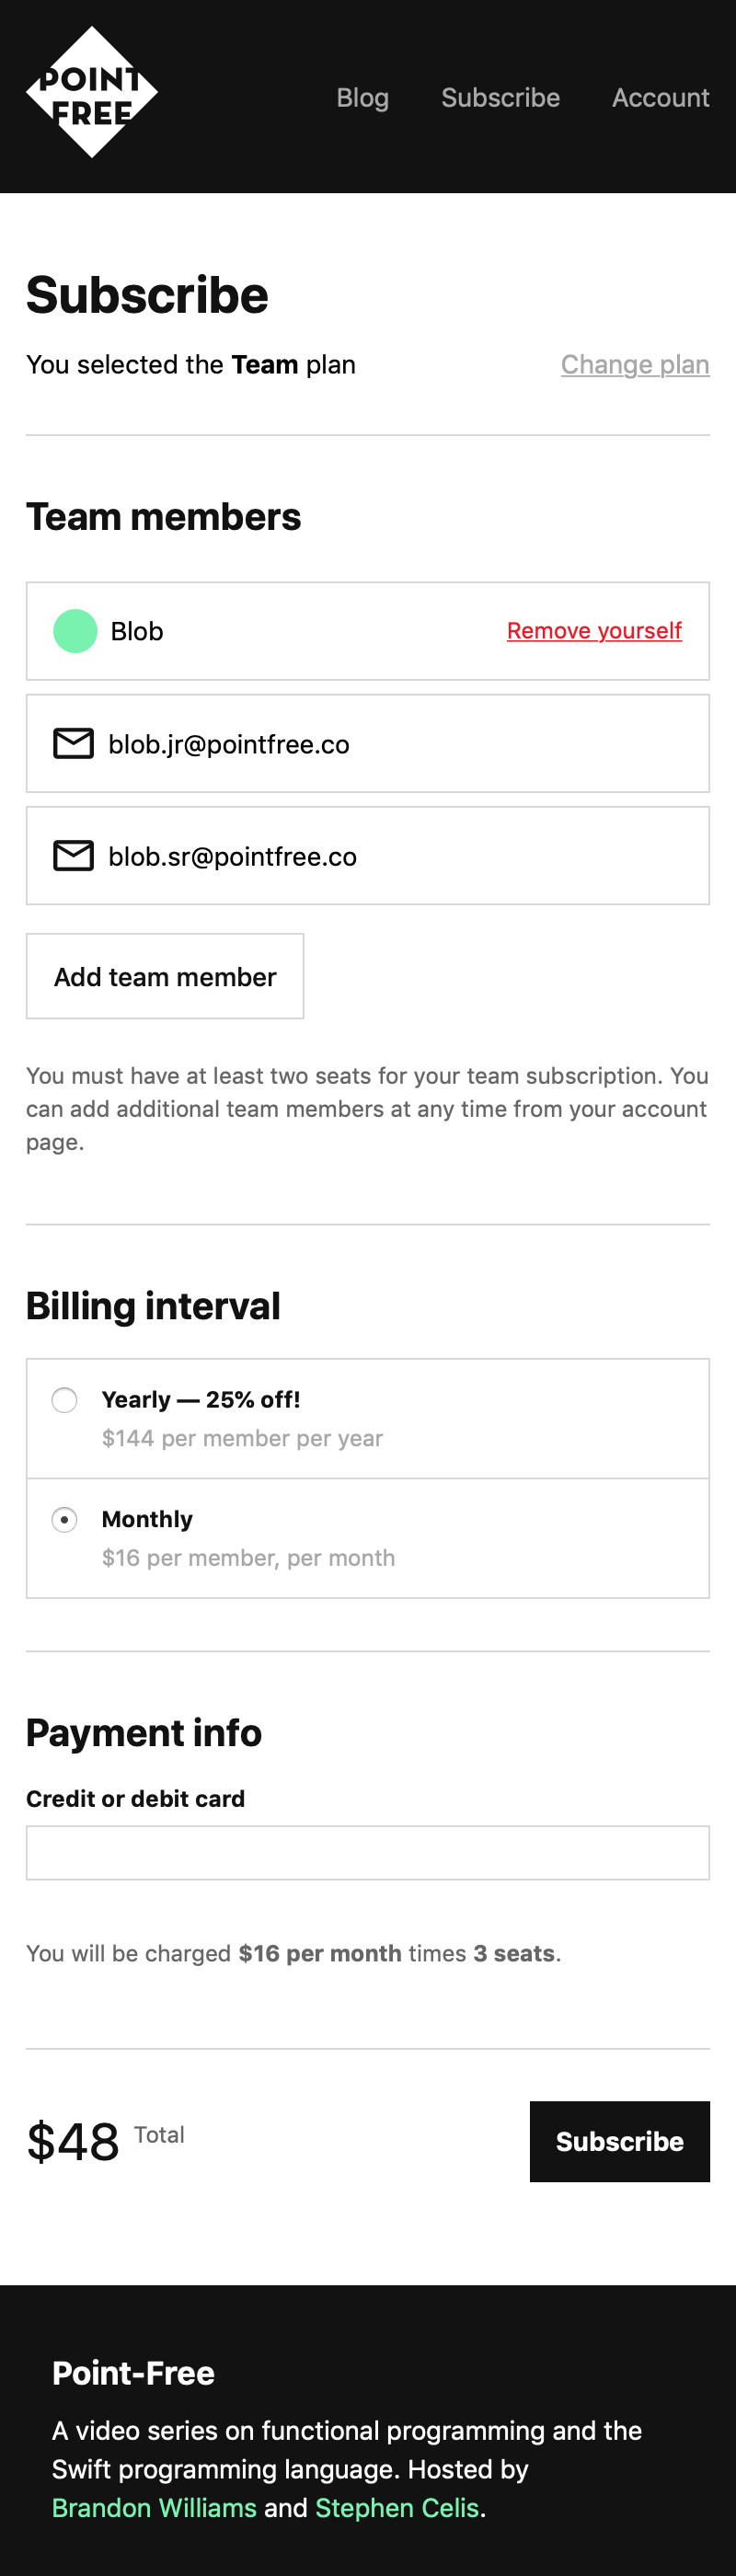 POINT
FREE
Blog Subscribe Account
Subscribe
You selected the Team plan Change plan
Team members
Blob Remove yourself
blob.jr@pointfree.co
blob.sr@pointfree.co
Add team member
You must have at least two seats for your team subscription. You
can add additional team members at any time from your account
page.
Billing interval
Yearly — 25% off!
$144 per member per year
Monthly
$16 per member, per month
Payment info
Credit or debit card
You will be charged $16 per month times 3 seats.
$48 Total Subscribe
Point-Free
A video series on functional programming and the
Swift programming language. Hosted by
Brandon Williams and Stephen Celis.